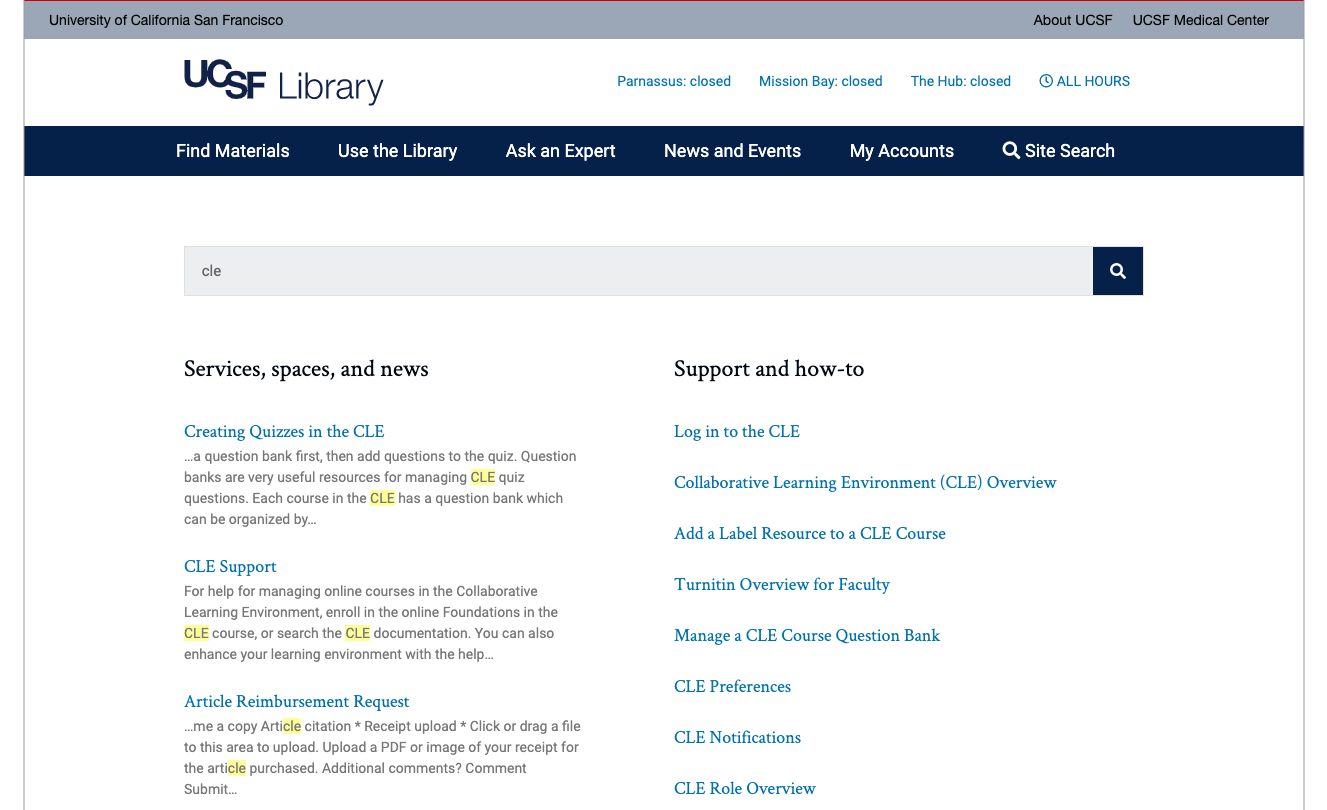 University of California San Francisco
About UCSF
UCSF Medical Center
UCSF Library
Parnassus: closed
Mission Bay: closed
The Hub: closed
ALL HOURS
Find Materials
Use the Library
Ask an Expert
News and Events
My Accounts
Site Search
cle
Services, spaces, and news
Creating Quizzes in the CLE
...a question bank first, then add questions to the quiz. Question
banks are very useful resources for managing CLE quiz
questions. Each course in the CLE has a question bank which
can be organized by...
CLE Support
For help for managing online courses in the Collaborative
Learning Environment, enroll in the online Foundations in the
CLE course, or search the CLE documentation. You can also
enhance your learning environment with the help...
Article Reimbursement Request
...me a copy Article citation * Receipt upload * Click or drag a file
to this area to upload. Upload a PDF or image of your receipt for
the article purchased. Additional comments? Comment
Submit...
Support and how-to
Log in to the CLE
Collaborative Learning Environment (CLE) Overview
Add a Label Resource to a CLE Course
Turnitin Overview for Faculty
Manage a CLE Course Question Bank
CLE Preferences
CLE Notifications
CLE Role Overview